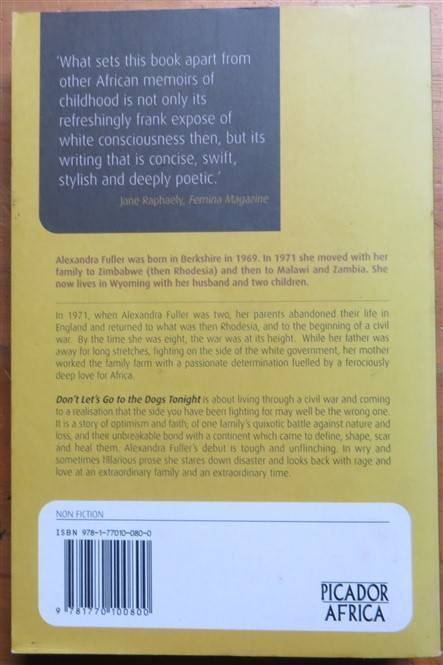 'What sets this book apart from
other African memoirs of
childhood is not only its
refreshingly frank expose of
white consciousness then, but its
writing that is concise, swift,
stylish and deeply poetic.'
Jane Raphaely, Femina Magazine
Alexandra Fuller was born in Berkshire in 1969. In 1971 she moved with her
family to Zimbabwe (then Rhodesia) and then to Malawi and Zambia. She
now lives in Wyoming with her husband and two children.
In 1971, when Alexandra Fuller was two, her parents abandoned their life in
England and returned to what was then Rhodesia, and to the beginning of a civil
war. By the time she was eight, the war was at its height. While her father was
away for long stretches, fighting on the side of the white government, her mother
worked the family farm with a passionate determination fuelled by a ferociously
deep love for Africa.
Don't Let's Go to the Dogs Tonight is about living through a civil war and coming
to a realisation that the side you have been fighting for may well be the wrong one.
It is a story of optimism and faith; of one family's quixotic battle against nature and
loss, and their unbreakable bond with a continent which came to define, shape, scar
and heal them. Alexandra Fuller's debut is tough and unflinching. In wry and
sometimes hilarious prose she stares down disaster and looks back with rage and
love at an extraordinary family and an extraordinary time.
NON FICTION
ISBN 978-1-77010-080-0
9 781770 100800
PICADOR
AFRICA